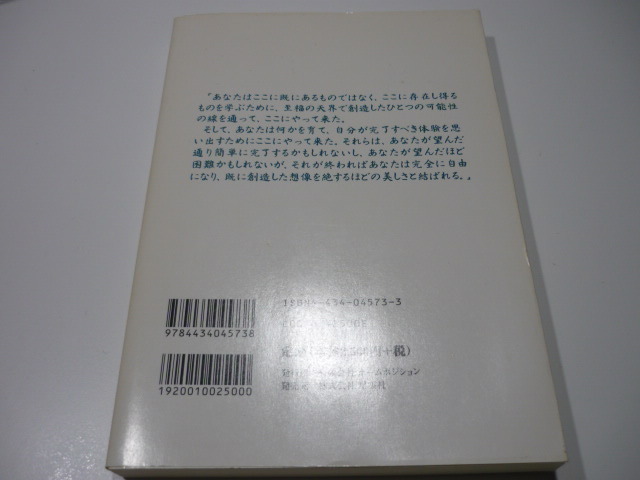 「あなたはここに既にあるものではなく、ここに存在し得る
ものを学ぶために、至福の天界で創造したひとつの可能性
の線を通って、ここにやって来た。
そして、あなたは何かを育て、自分が完了すべき体験を思
い出すためにここにやって来た。それらは、あなたが望んだ
通り簡単に完了するかもしれないし、あなたが望んだほど
困難かもしれないが、それが終われればあなたは完全に自由
になり、既に創造した想像を絶するほどの美しさと結ばれる。」
-434-04573-3
9784434045738
円+税)
1920010025000
ームポジション